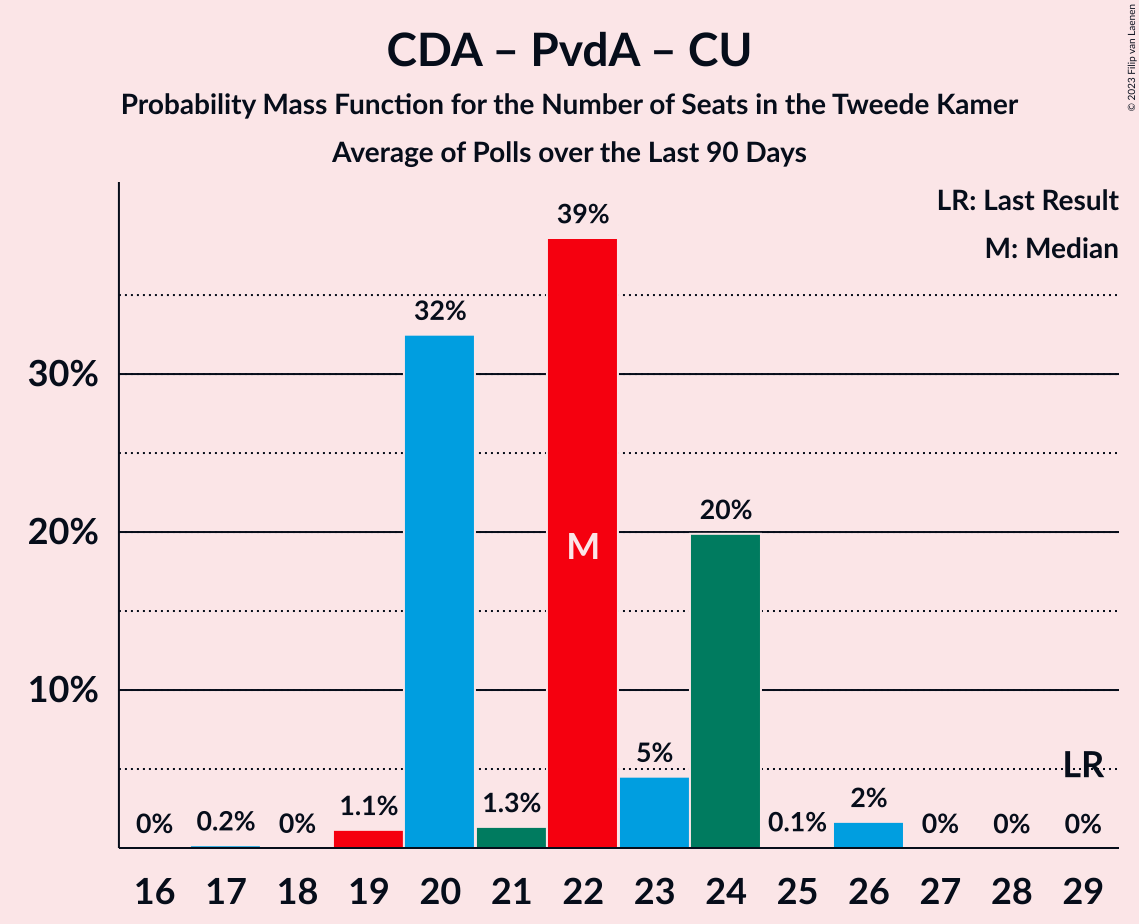 CDA – PvdA – CU
Probability Mass Function for the Number of Seats in the Tweede Kamer
Average of Polls over the Last 90 Days
© 2023 Filip van Laenen
LR: Last Result
M: Median
39%
32%
30%
20%
20%
M
10%
5%
LR
2%
1.1%
1.3%
0%
0.2%
0%
0.1%
0%
0%
0%
16 17 18 19 20 21 22 23 24 25 26 27 28 29